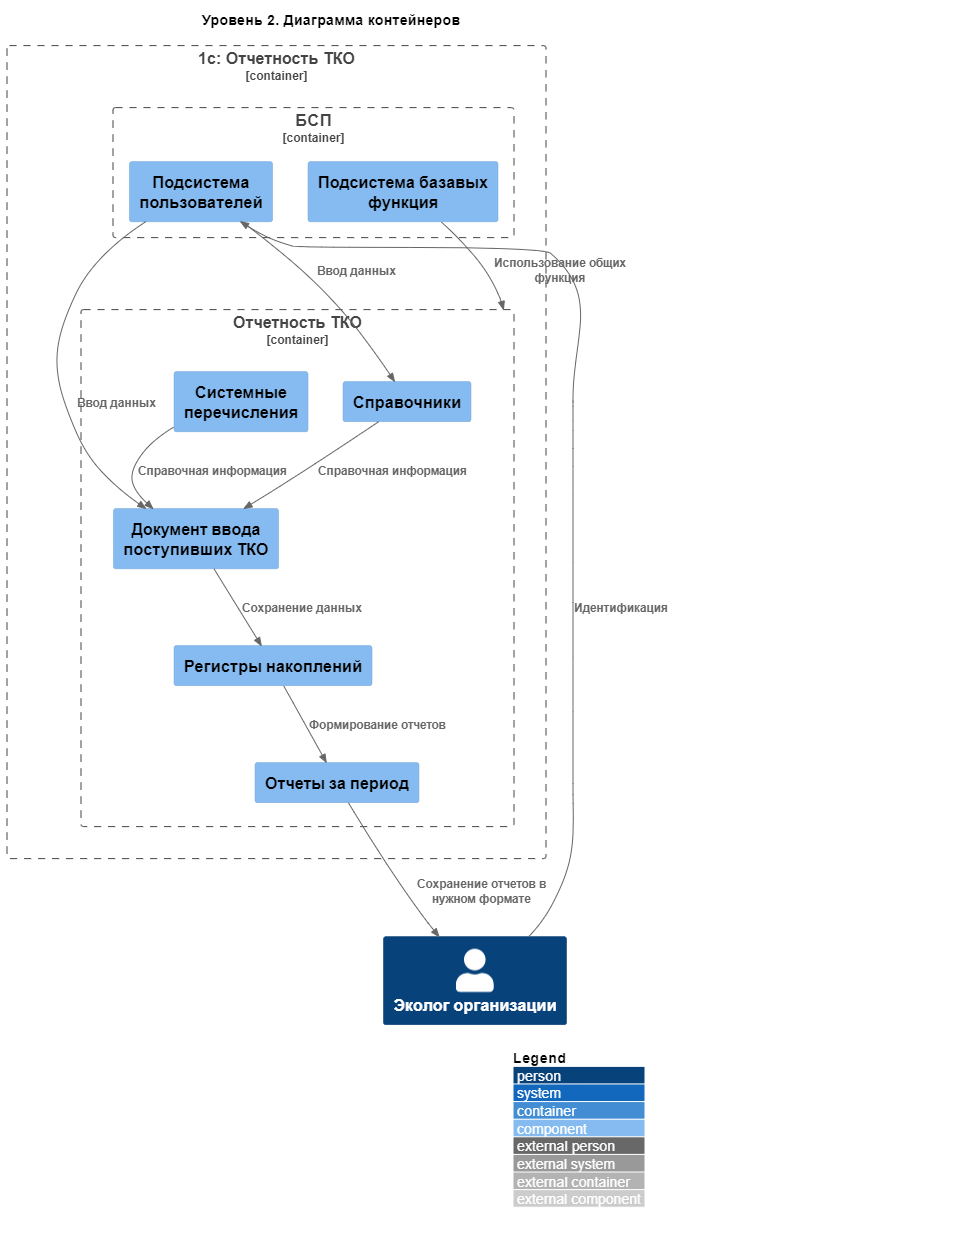 Уровень 2. Диаграмма контейнеров
1с: Отчетность ТКО
[container]
БСП
[container]
Подсистема
пользователей
Подсистема базавых
функция
Ввод данных
Использование общих
функция
Отчетность ТКО
[container]
Системные
перечисления
Справочники
Ввод данных
Справочная информация
Справочная информация
Документ ввода
поступивших ТКО
Сохранение данных
Идентификация
Регистры накоплений
Формирование отчетов
Отчеты за период
Сохранение отчетов в
нужном формате
Эколог организации
Legend
person
system
container
component
external person
external system
external container
external component